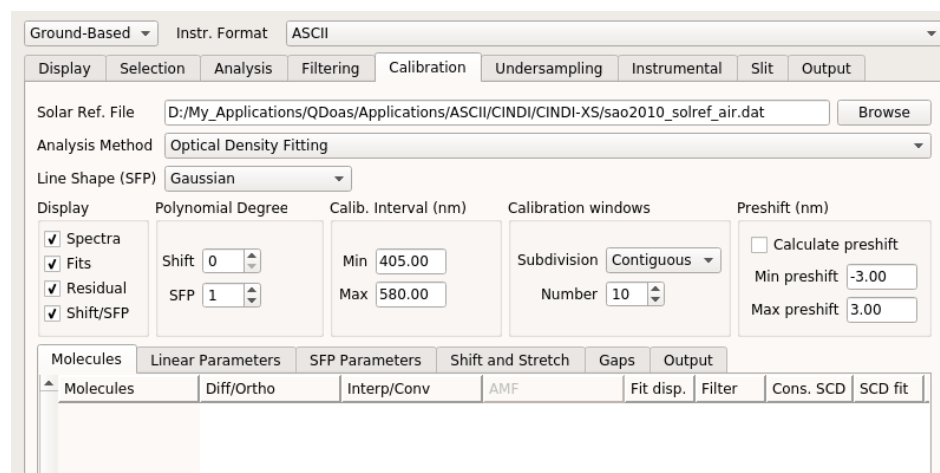 Ground-Based Instr. Format ASCII
Display Selection Analysis Filtering Calibration Undersampling Instrumental Slit Output
Solar Ref. File D:/My_Applications/QDoas/Applications/ASCII/CINDI/CINDI-XS/sao2010_solref_air.dat Browse
Analysis Method Optical Density Fitting
Line Shape (SFP) Gaussian
Display Polynomial Degree Calib. Interval (nm) Calibration windows Preshift (nm)
Spectra Calculate preshift
Fits Shift 0 Min 405.00 Subdivision Contiguous Min preshift -3.00
Residual SFP 1 Max 580.00 Number 10 Max preshift 3.00
Shift/SFP
Molecules Linear Parameters SFP Parameters Shift and Stretch Gaps Output
Molecules Diff/Ortho Interp/Conv AMF Fit disp. Filter Cons. SCD SCD fit